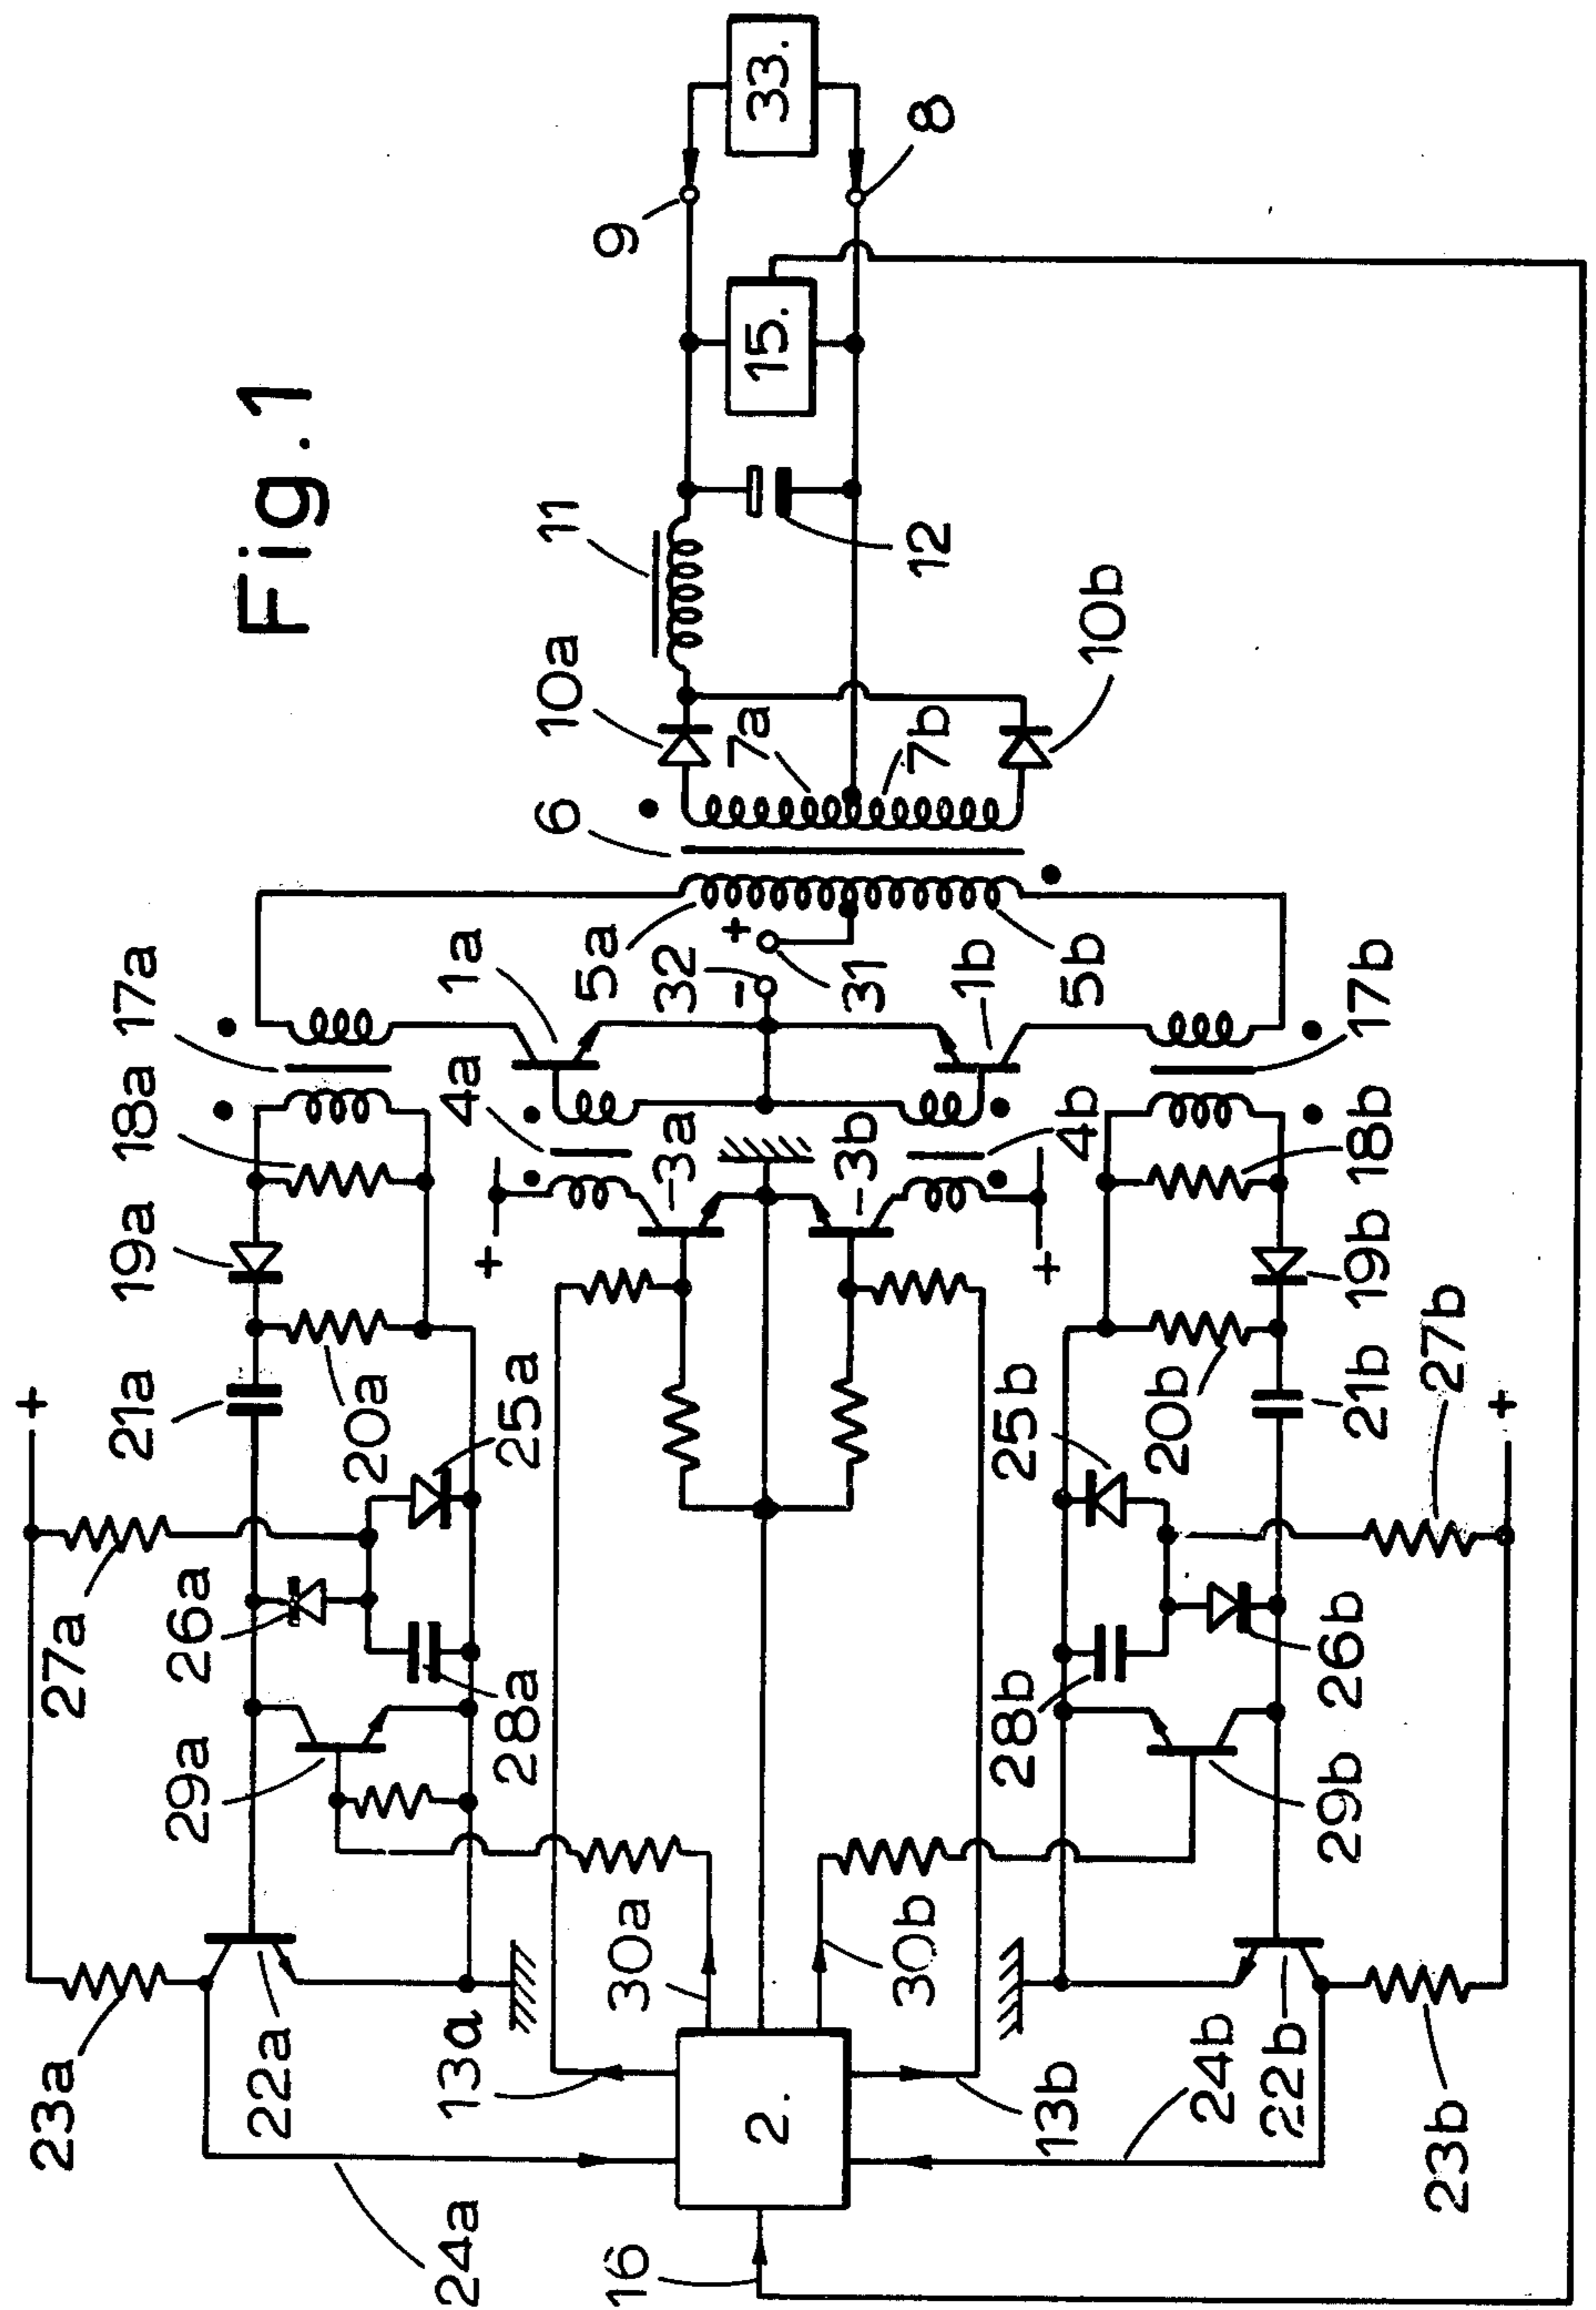 Fig.1
+
23a
27a
21a
19a
18a
17a
29a
26a
22a
20a
24a
13a
28a
25a
+
4a
1a
6
10a
11
5a
9
16
30a
3a
32
-
+
7a
2.
15.
33.
3b
31
30b
7b
12
8
1b
28b
25b
+
13b
4b
5b
10b
20b
24b
22b
29b
26b
21b
19b
18b
17b
23b
27b
+